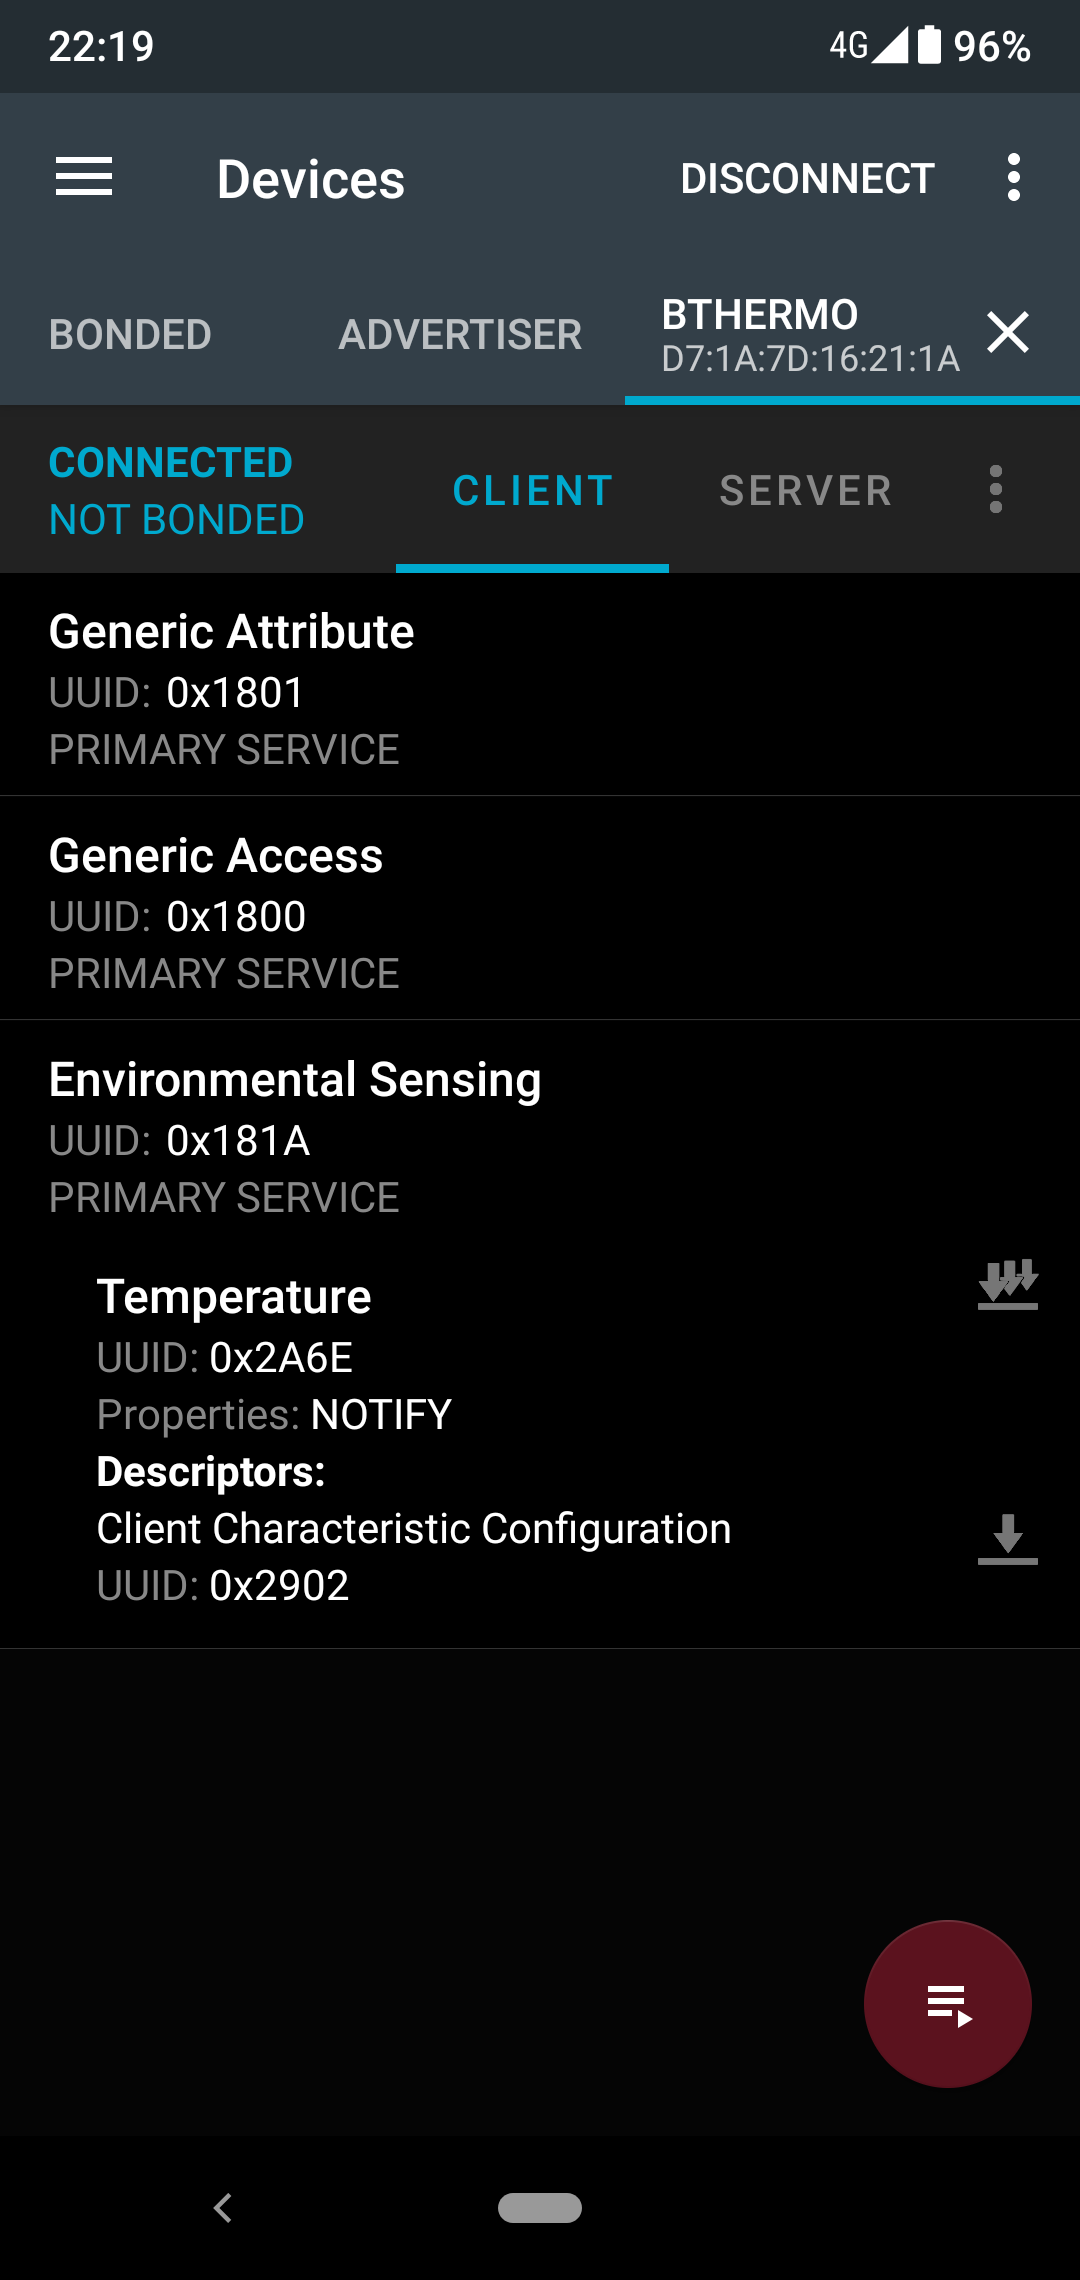 22:19
4G 96%
Devices
DISCONNECT
BONDED
ADVERTISER
BTHERMO
D7:1A:7D:16:21:1A
CONNECTED
NOT BONDED
CLIENT
SERVER
Generic Attribute
UUID: 0x1801
PRIMARY SERVICE
Generic Access
UUID: 0x1800
PRIMARY SERVICE
Environmental Sensing
UUID: 0x181A
PRIMARY SERVICE
Temperature
UUID: 0x2A6E
Properties: NOTIFY
Descriptors:
Client Characteristic Configuration
UUID: 0x2902